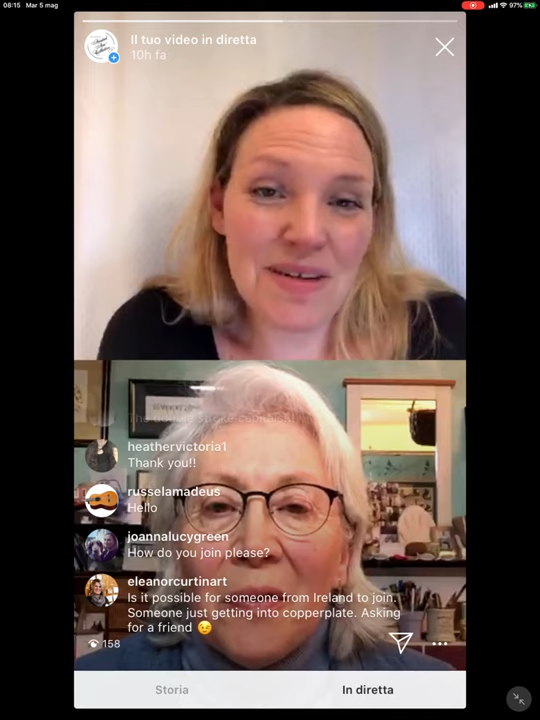 08:15 Mar 5 mag
97%
Il tuo video in diretta
10h fa
heathervictoria1
Thank you!!
russelamadeus
Hello
joannalucygreen
How do you join please?
eleanorcurtinart
Is it possible for someone from Ireland to join.
Someone just getting into copperplate. Asking
for a friend 😉
158
Storia
In diretta